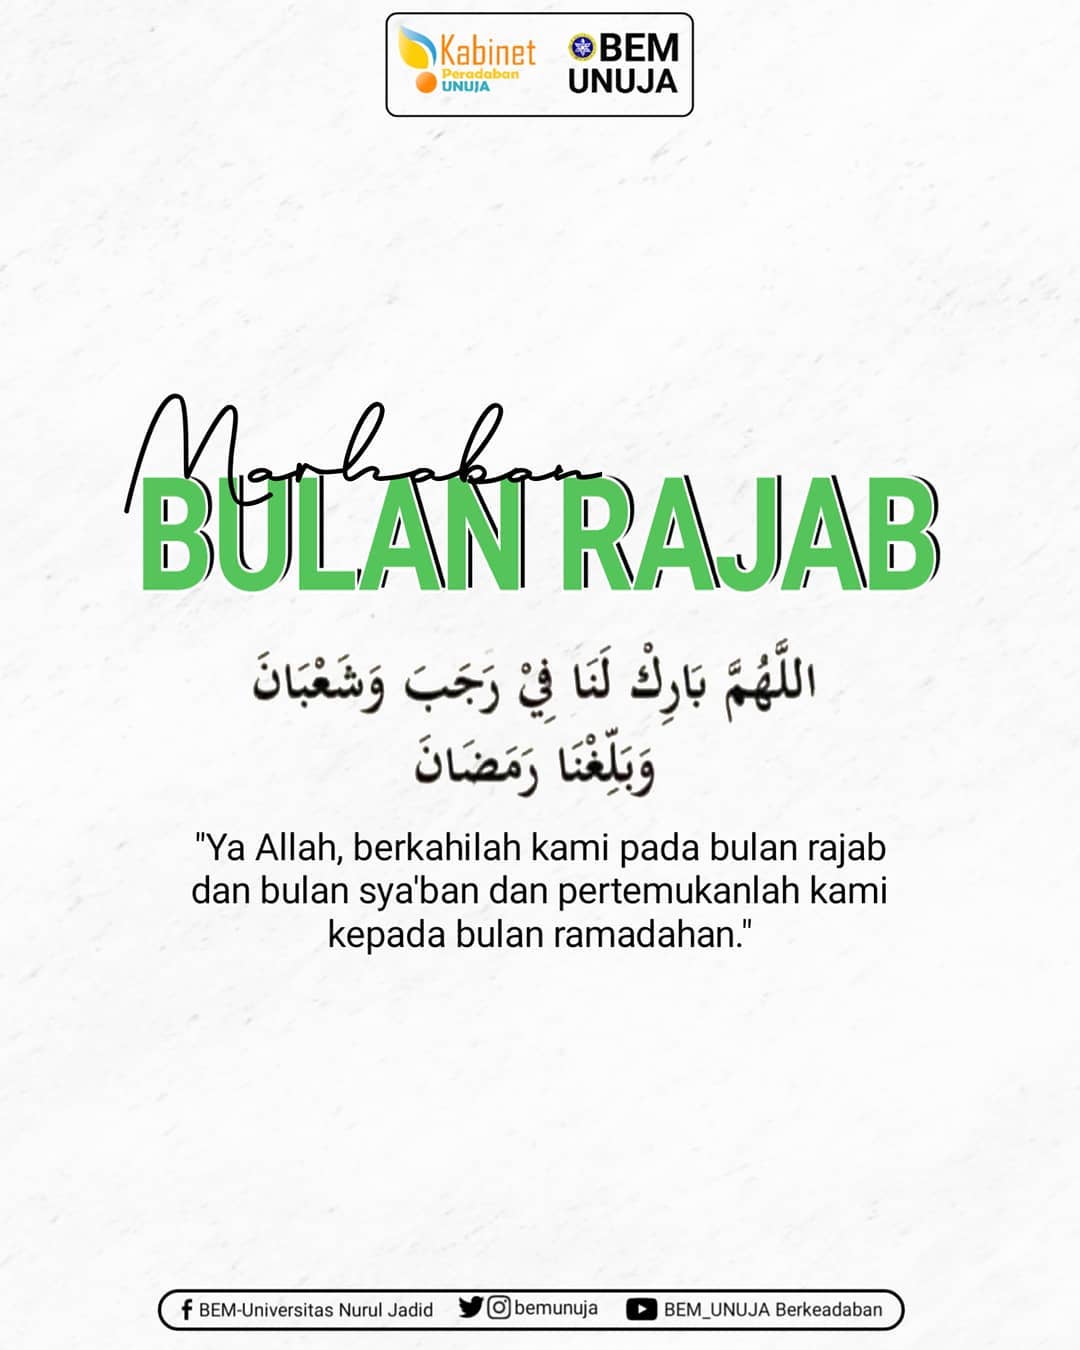 Kabinet
Peradaban
UNUJA
BEM
UNUJA
Marhaban
BULAN RAJAB
اللَّهُمَّ بَارِكْ لَنَا فِيْ رَجَبَ وَشَعْبَانَ
وَبَلِّغْنَا رَمَضَانَ
"Ya Allah, berkahilah kami pada bulan rajab
dan bulan sya'ban dan pertemukanlah kami
kepada bulan ramadahan."
BEM-Universitas Nurul Jadid bemunuja BEM_UNUJA Berkeadaban